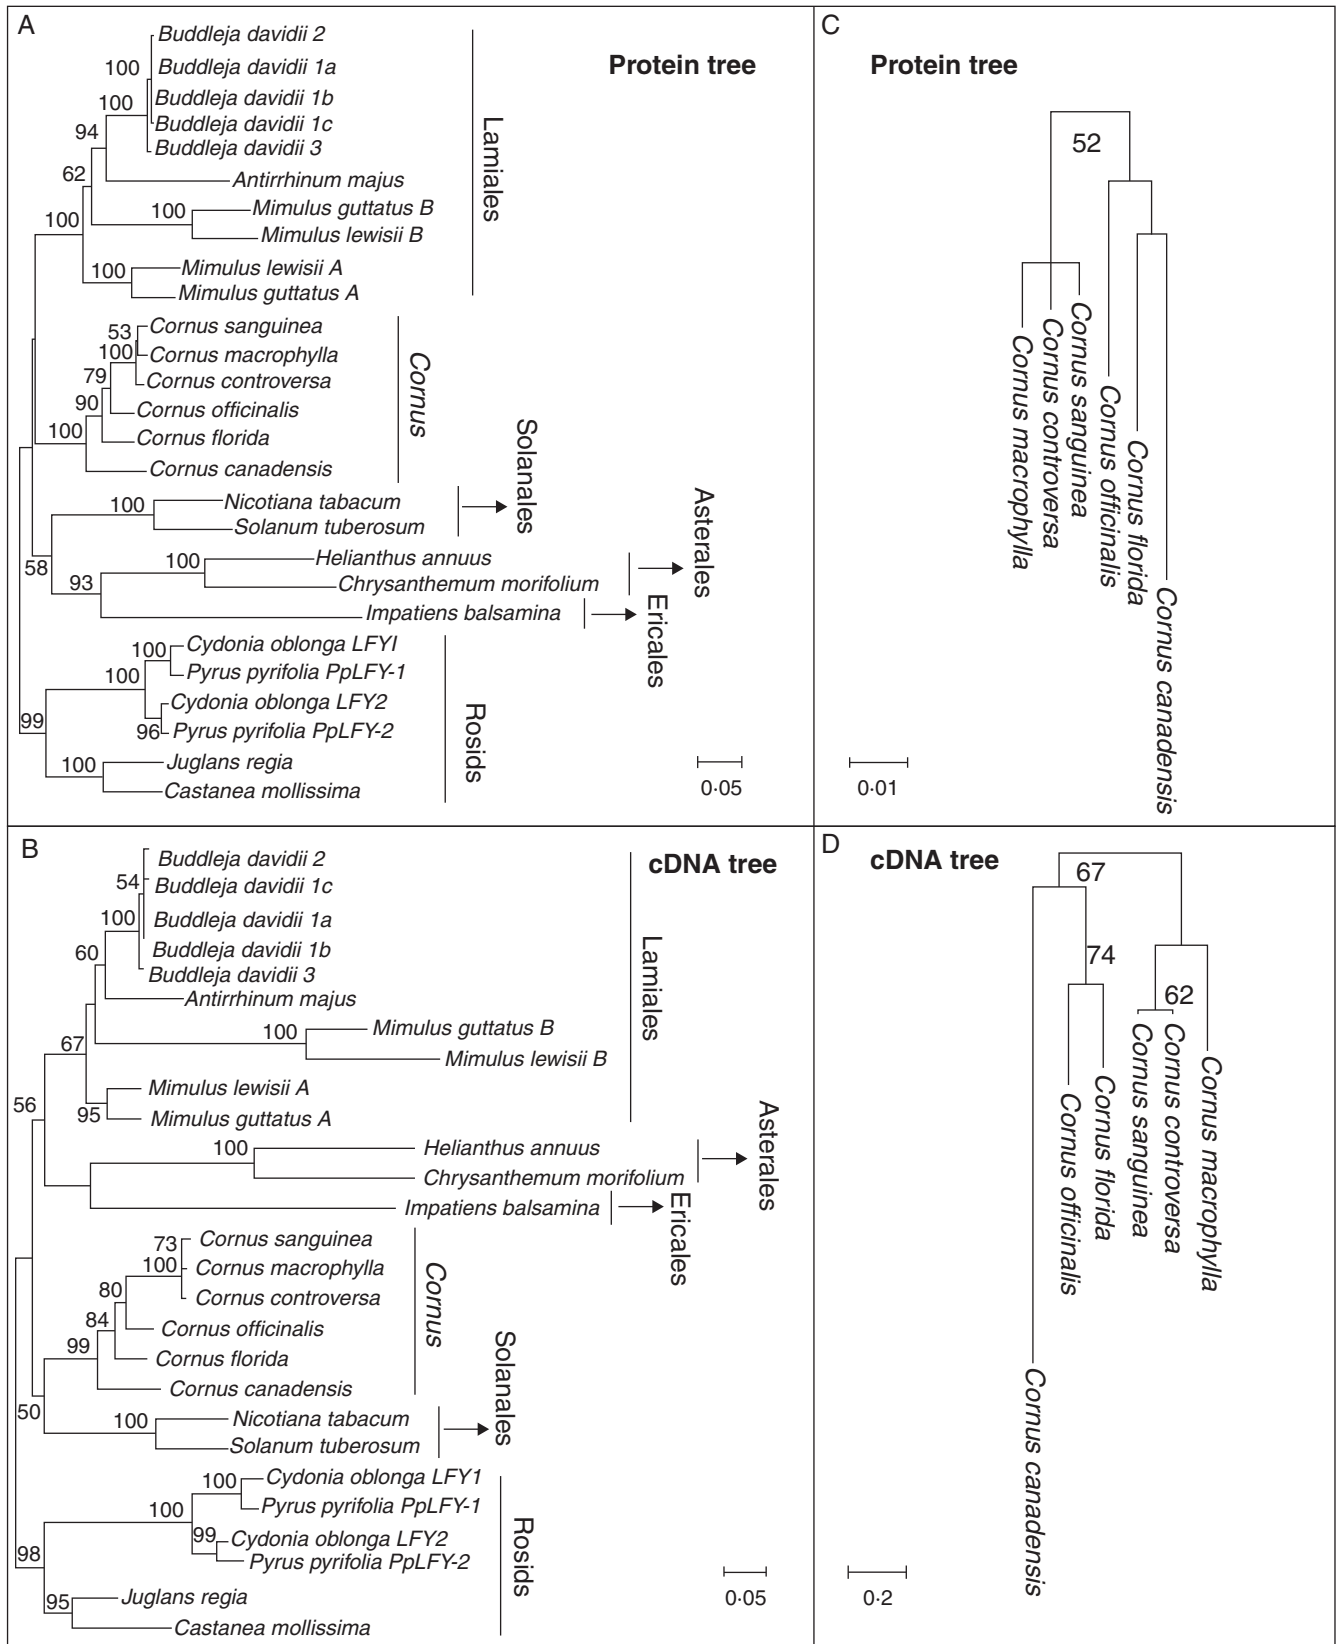 A
Protein tree
Buddleja davidii 2
100
Buddleja davidii 1a
100
Buddleja davidii 1b
94
Buddleja davidii 1c
Buddleja davidii 3
62
Antirrhinum majus
100
100
Mimulus guttatus B
Mimulus lewisii B
100
Mimulus lewisii A
Mimulus guttatus A
Lamiales
53
Cornus sanguinea
100
Cornus macrophylla
79
Cornus controversa
90
Cornus officinalis
100
Cornus florida
Cornus canadensis
Cornus
100
Nicotiana tabacum
Solanum tuberosum
Solanales
58
100
Helianthus annuus
93
Chrysanthemum morifolium
Asterales
Impatiens balsamina
Ericales
100
Cydonia oblonga LFYI
100
Pyrus pyrifolia PpLFY-1
Cydonia oblonga LFY2
99
96
Pyrus pyrifolia PpLFY-2
100
Juglans regia
Castanea mollissima
Rosids
0·05
C
Protein tree
52
Cornus macrophylla
Cornus controversa
Cornus sanguinea
Cornus officinalis
Cornus florida
Cornus canadensis
0·01
B
cDNA tree
Buddleja davidii 2
54
Buddleja davidii 1c
100
Buddleja davidii 1a
60
Buddleja davidii 1b
Buddleja davidii 3
Antirrhinum majus
67
100
Mimulus guttatus B
Mimulus lewisii B
Mimulus lewisii A
95
Mimulus guttatus A
Lamiales
56
100
Helianthus annuus
Chrysanthemum morifolium
Asterales
Impatiens balsamina
Ericales
73
Cornus sanguinea
100
Cornus macrophylla
80
Cornus controversa
84
Cornus officinalis
99
Cornus florida
Cornus canadensis
Cornus
50
100
Nicotiana tabacum
Solanum tuberosum
Solanales
100
Cydonia oblonga LFY1
100
Pyrus pyrifolia PpLFY-1
99
Cydonia oblonga LFY2
98
Pyrus pyrifolia PpLFY-2
95
Juglans regia
Castanea mollissima
Rosids
0·05
D
cDNA tree
67
74
62
Cornus canadensis
Cornus officinalis
Cornus florida
Cornus sanguinea
Cornus controversa
Cornus macrophylla
0·2